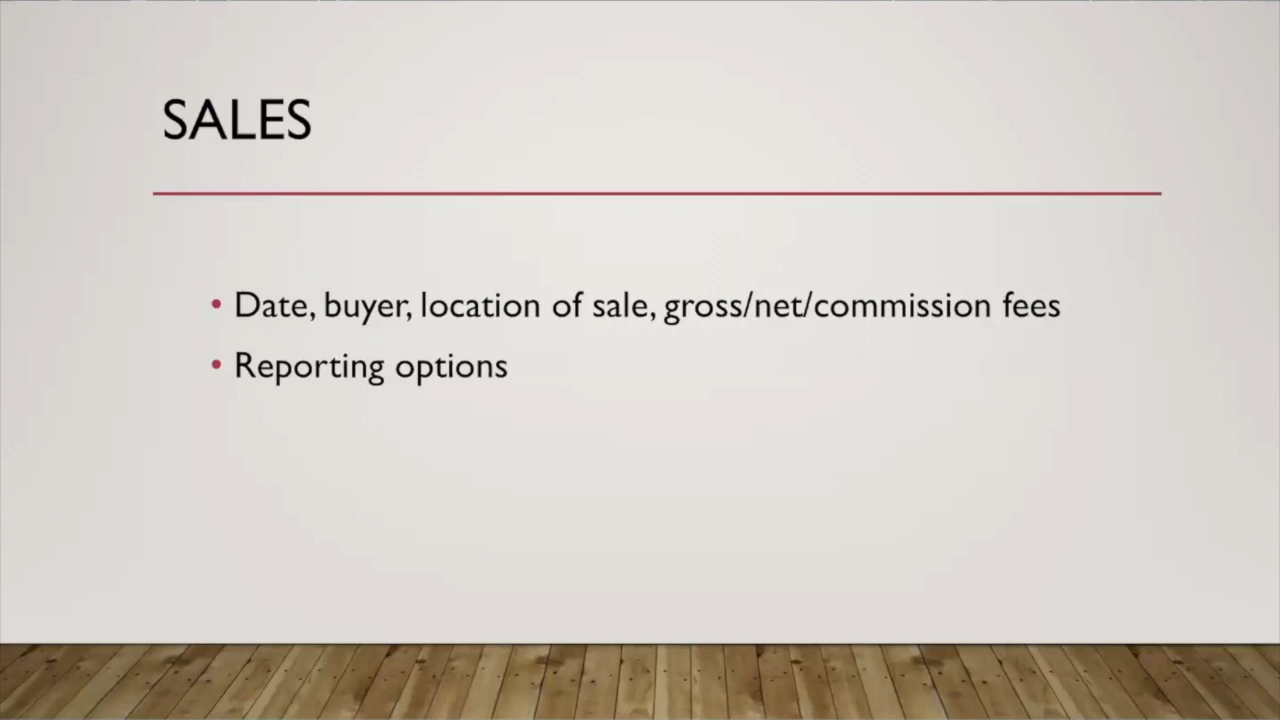 SALES
• Date, buyer, location of sale, gross/net/commission fees
• Reporting options